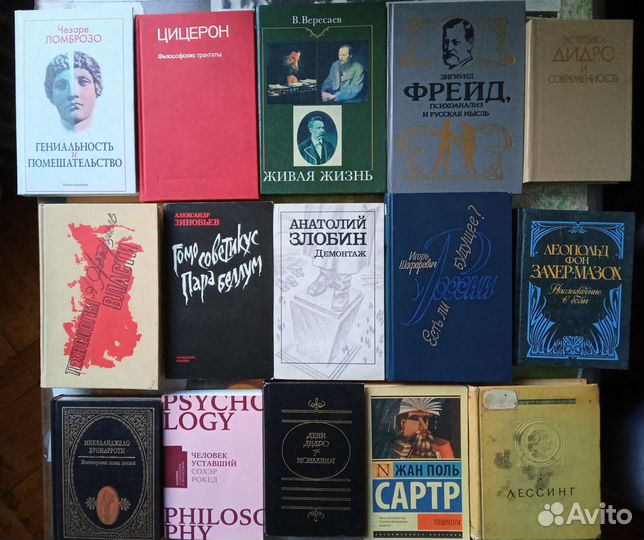 Чезаре
ЛОМБРОЗО
ГЕНИАЛЬНОСТЬ
и
ПОМЕШАТЕЛЬСТВО
ЦИЦЕРОН
Философские трактаты
В. Вересаев
ЖИВАЯ ЖИЗНЬ
ЗИГМУНД
ФРЕЙД,
ПСИХОАНАЛИЗ
И РУССКАЯ МЫСЛЬ
ЭСТЕТИКА
ДИДРО
И
СОВРЕМЕННОСТЬ
ТЕХНОЛОГИЯ
ВЛАСТИ
АЛЕКСАНДР
ЗИНОВЬЕВ
Гомо советикус
Пара беллум
АНАТОЛИЙ
ЗЛОБИН
ДЕМОНТАЖ
Игорь Шафаревич
Есть ли
у России
будущее?
ЛЕОПОЛЬД
ФОН
ЗАХЕР-МАЗОХ
Наслаждение
в боли
МИКЕЛАНДЖЕЛО
БУОНАРРОТИ
PSYCHO
LOGY
ЧЕЛОВЕК
УСТАВШИЙ
СОХЭР
РОКЕД
PHILOSO
PHY
ДЕНИ
ДИДРО
МОНАХИНЯ
N ЖАН ПОЛЬ
САРТР
ТОШНОТА
ЛЕССИНГ
Avito